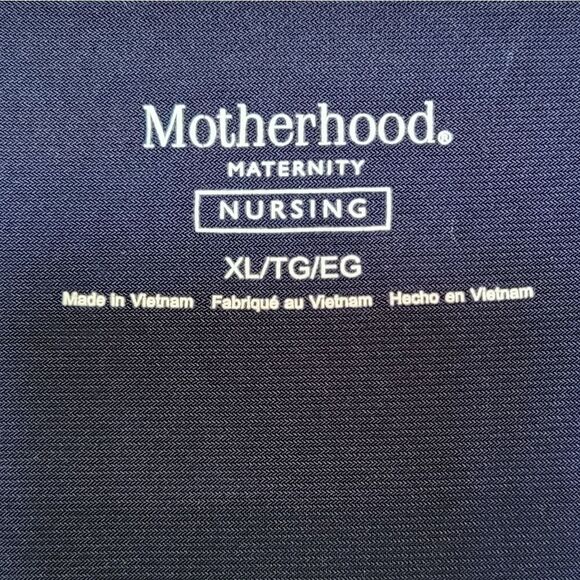 Motherhood®
MATERNITY
NURSING
XL/TG/EG
Made in Vietnam Fabriqué au Vietnam Hecho en Vietnam